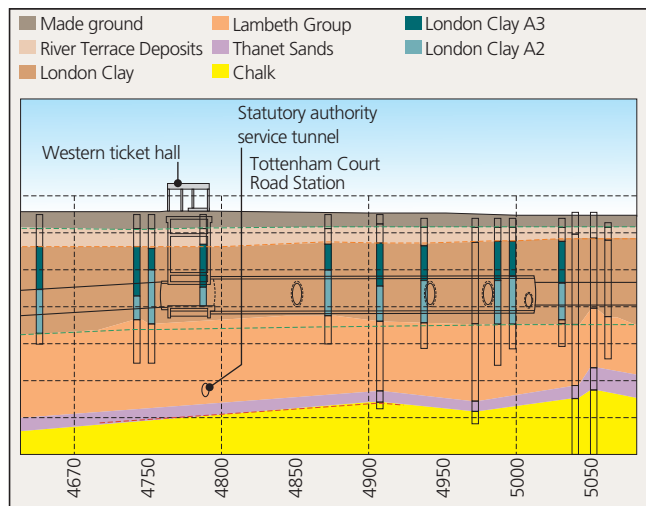 Made ground
River Terrace Deposits
London Clay
Lambeth Group
Thanet Sands
Chalk
London Clay A3
London Clay A2
Statutory authority
service tunnel
Western ticket hall
Tottenham Court
Road Station
4670
4750
4800
4850
4900
4950
5000
5050